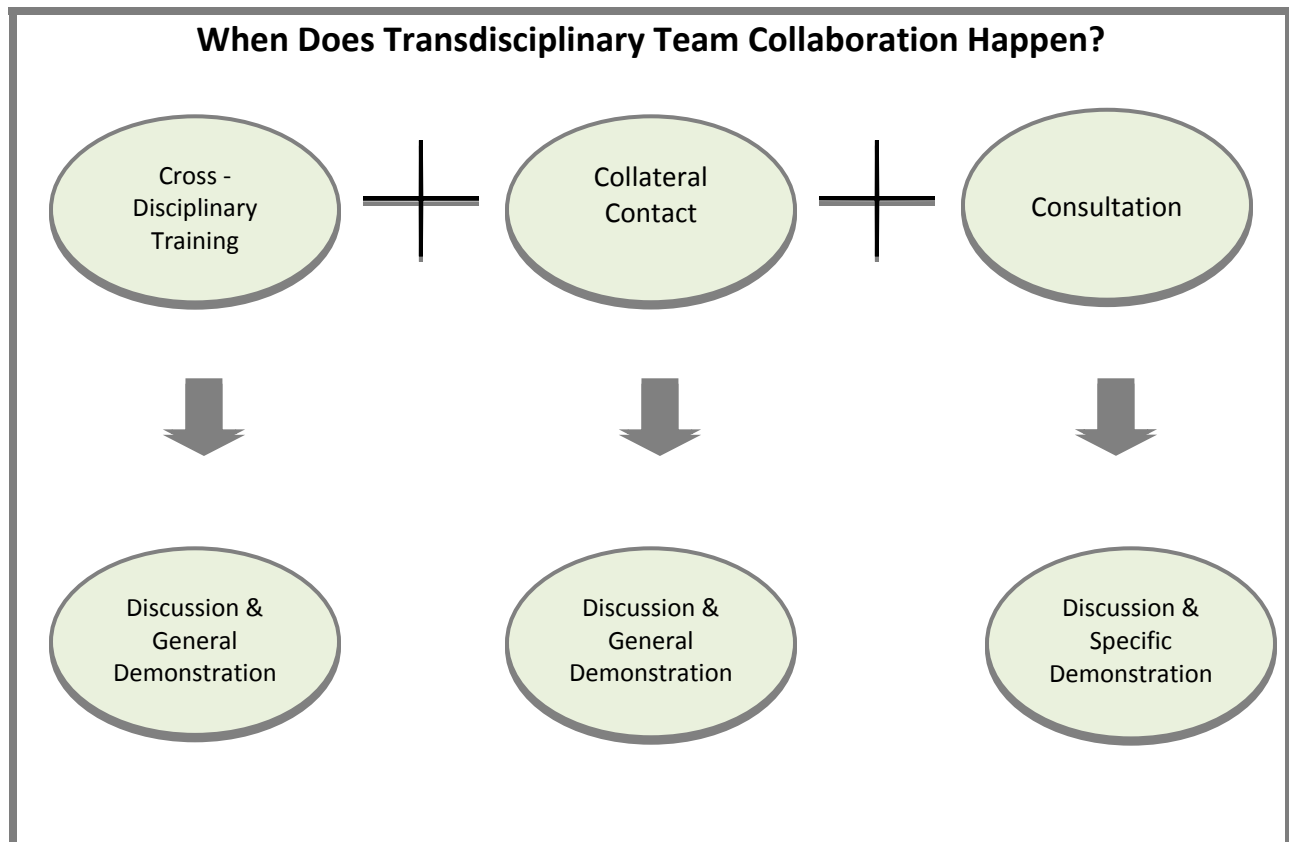 When Does Transdisciplinary Team Collaboration Happen?
Cross -
Disciplinary
Training
Collateral
Contact
Consultation
Discussion &
General
Demonstration
Discussion &
General
Demonstration
Discussion &
Specific
Demonstration